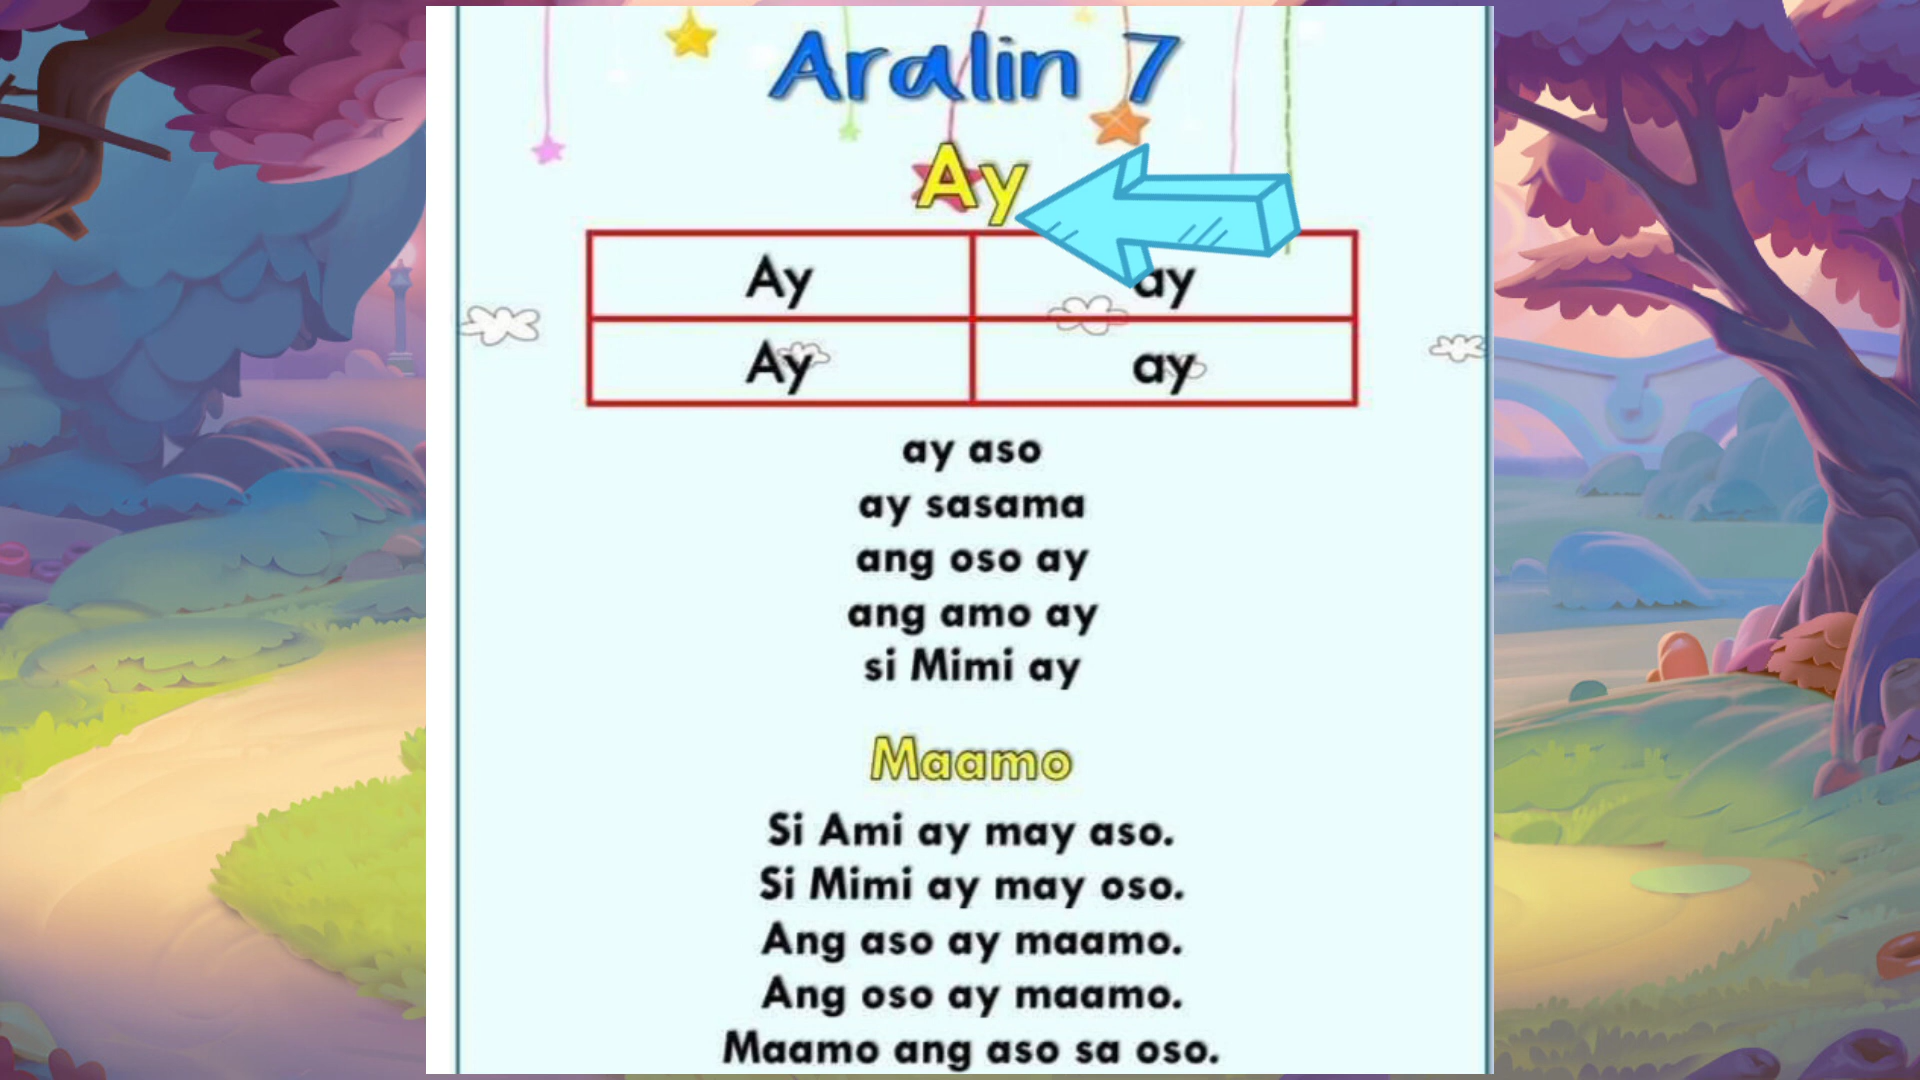 Aralin 7
Ay
Ay ay
Ay ay
ay aso
ay sasama
ang oso ay
ang amo ay
si Mimi ay
Maamo
Si Ami ay may aso.
Si Mimi ay may oso.
Ang aso ay maamo.
Ang oso ay maamo.
Maamo ang aso sa oso.